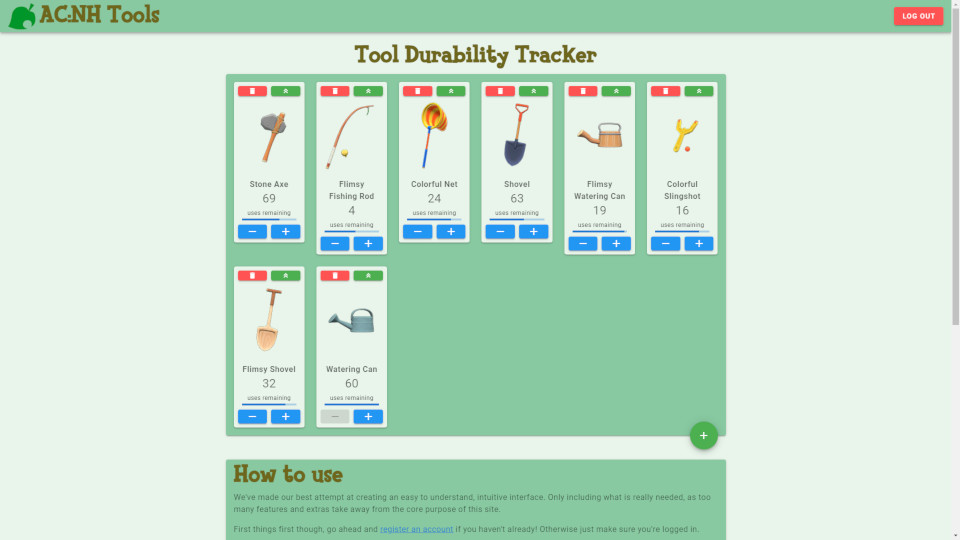 AC:NH Tools
LOG OUT
Tool Durability Tracker
Stone Axe
69
uses remaining
Flimsy
Fishing Rod
4
uses remaining
Colorful Net
24
uses remaining
Shovel
63
uses remaining
Flimsy
Watering Can
19
uses remaining
Colorful
Slingshot
16
uses remaining
Flimsy Shovel
32
uses remaining
Watering Can
60
uses remaining
How to use
We've made our best attempt at creating an easy to understand, intuitive interface. Only including what is really needed, as too
many features and extras take away from the core purpose of this site.
First things first though, go ahead and register an account if you haven't already! Otherwise just make sure you're logged in.